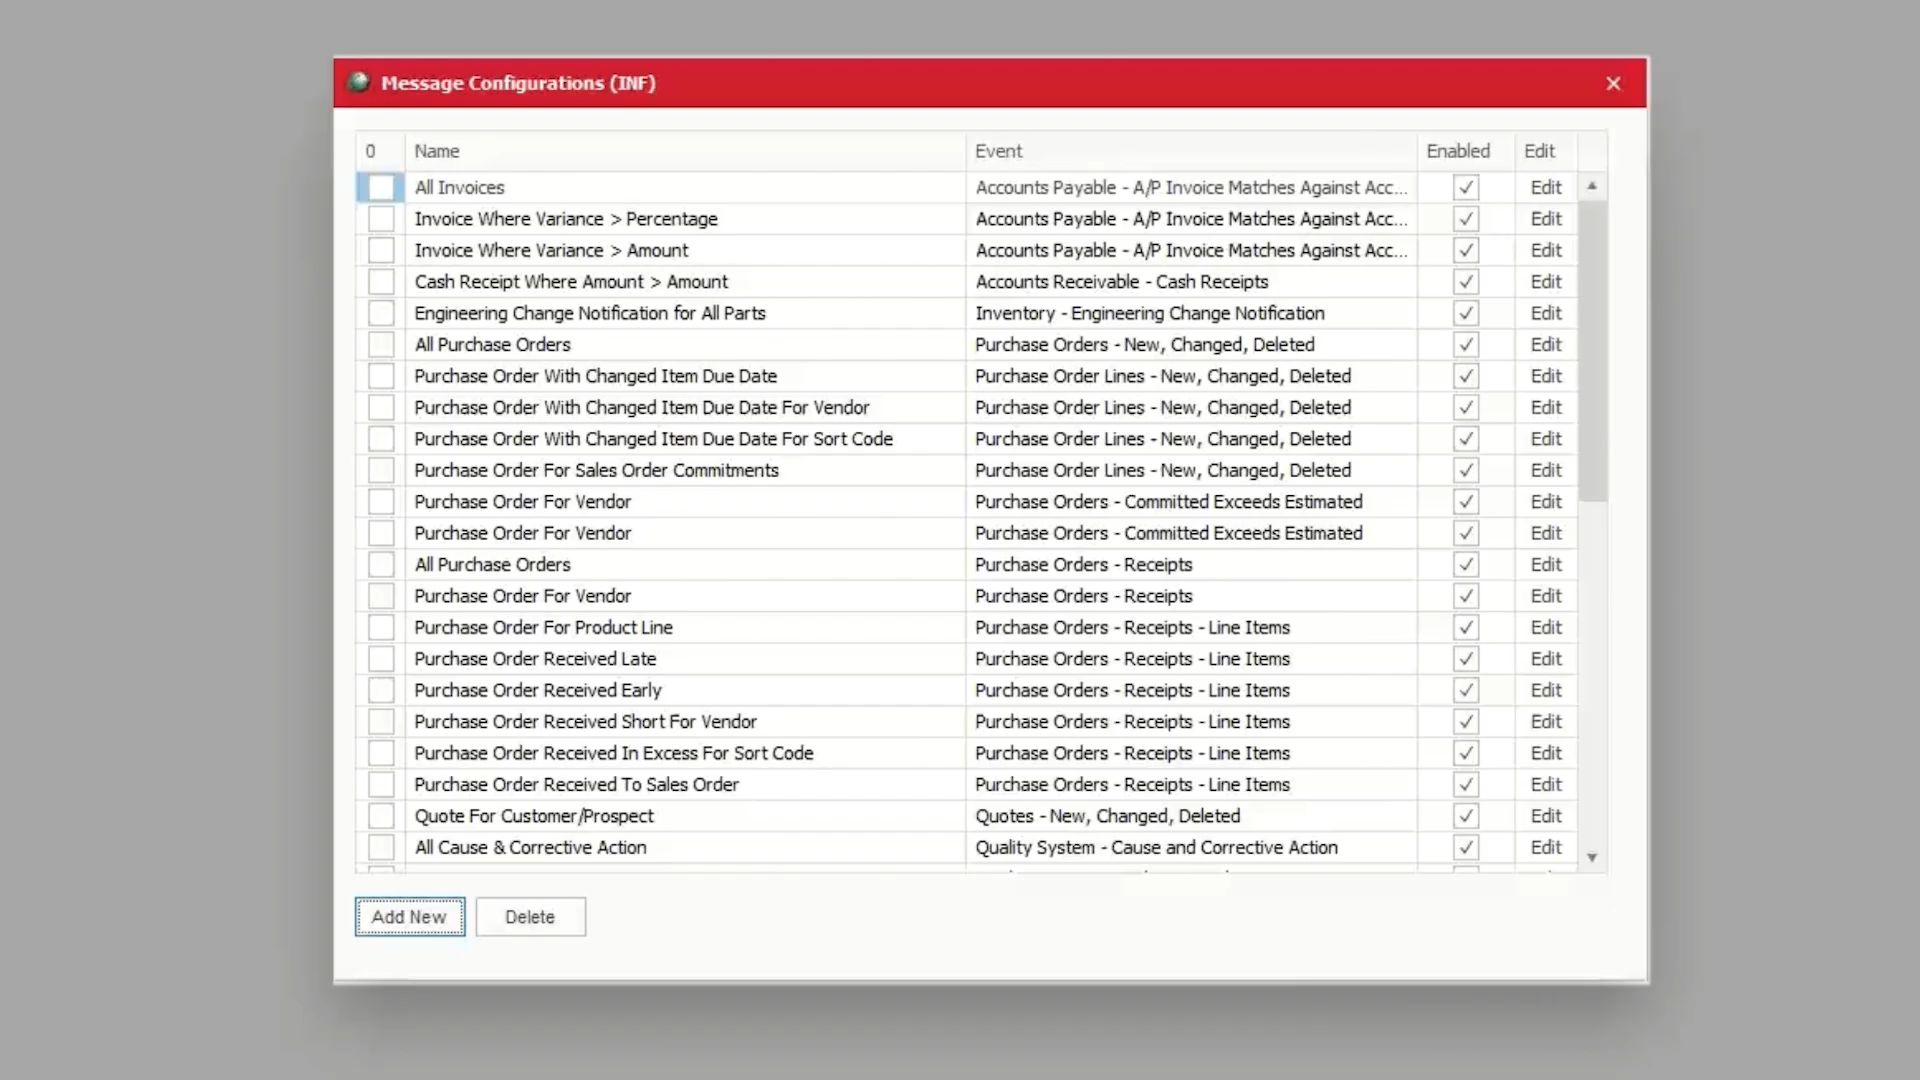 Message Configurations (INF)
0 Name Event Enabled Edit
All Invoices Accounts Payable - A/P Invoice Matches Against Acc... Edit
Invoice Where Variance > Percentage Accounts Payable - A/P Invoice Matches Against Acc... Edit
Invoice Where Variance > Amount Accounts Payable - A/P Invoice Matches Against Acc... Edit
Cash Receipt Where Amount > Amount Accounts Receivable - Cash Receipts Edit
Engineering Change Notification for All Parts Inventory - Engineering Change Notification Edit
All Purchase Orders Purchase Orders - New, Changed, Deleted Edit
Purchase Order With Changed Item Due Date Purchase Order Lines - New, Changed, Deleted Edit
Purchase Order With Changed Item Due Date For Vendor Purchase Order Lines - New, Changed, Deleted Edit
Purchase Order With Changed Item Due Date For Sort Code Purchase Order Lines - New, Changed, Deleted Edit
Purchase Order For Sales Order Commitments Purchase Order Lines - New, Changed, Deleted Edit
Purchase Order For Vendor Purchase Orders - Committed Exceeds Estimated Edit
Purchase Order For Vendor Purchase Orders - Committed Exceeds Estimated Edit
All Purchase Orders Purchase Orders - Receipts Edit
Purchase Order For Vendor Purchase Orders - Receipts Edit
Purchase Order For Product Line Purchase Orders - Receipts - Line Items Edit
Purchase Order Received Late Purchase Orders - Receipts - Line Items Edit
Purchase Order Received Early Purchase Orders - Receipts - Line Items Edit
Purchase Order Received Short For Vendor Purchase Orders - Receipts - Line Items Edit
Purchase Order Received In Excess For Sort Code Purchase Orders - Receipts - Line Items Edit
Purchase Order Received To Sales Order Purchase Orders - Receipts - Line Items Edit
Quote For Customer/Prospect Quotes - New, Changed, Deleted Edit
All Cause & Corrective Action Quality System - Cause and Corrective Action Edit
Add New Delete